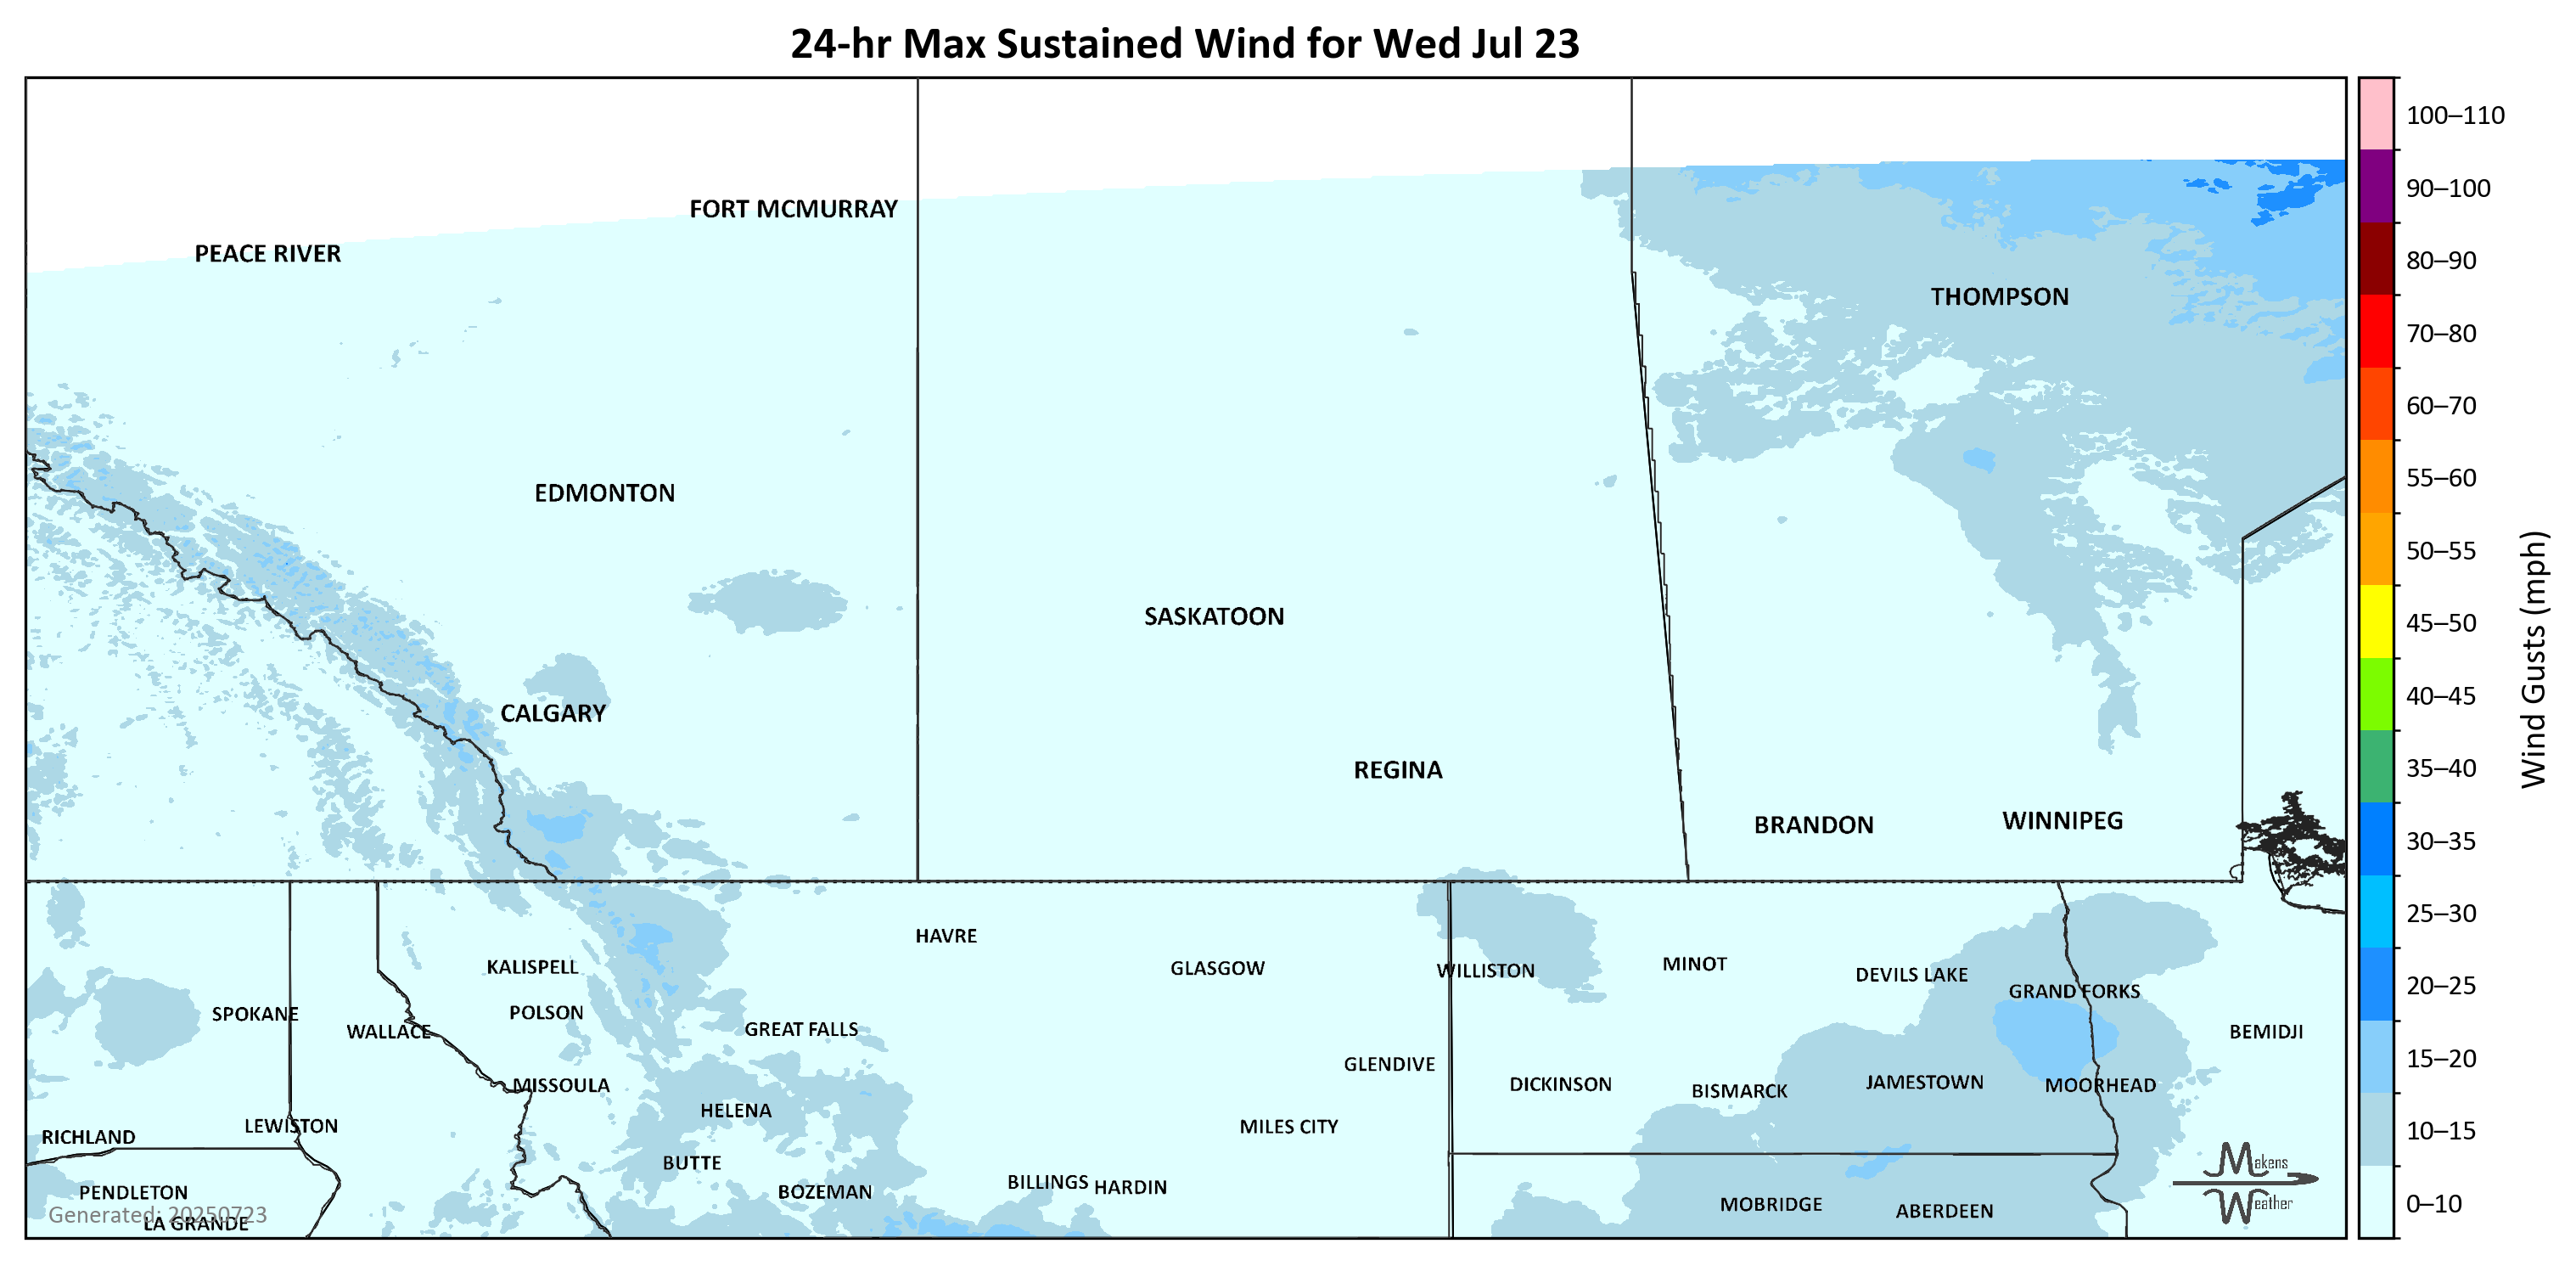 24-hr Max Sustained Wind for Wed Jul 23
100–110
90–100
80–90
70–80
60–70
55–60
50–55
45–50
40–45
35–40
30–35
25–30
20–25
15–20
10–15
0–10
Wind Gusts (mph)
FORT MCMURRAY
PEACE RIVER
THOMPSON
EDMONTON
SASKATOON
CALGARY
REGINA
BRANDON
WINNIPEG
HAVRE
KALISPELL
GLASGOW
WILLISTON
MINOT
DEVILS LAKE
GRAND FORKS
SPOKANE
POLSON
WALLACE
GREAT FALLS
BEMIDJI
GLENDIVE
MISSOULA
DICKINSON
BISMARCK
JAMESTOWN
MOORHEAD
HELENA
LEWISTON
MILES CITY
RICHLAND
BUTTE
BILLINGS
HARDIN
PENDLETON
BOZEMAN
MOBRIDGE
ABERDEEN
LA GRANDE
Generated: 20250723
Makens
Weather